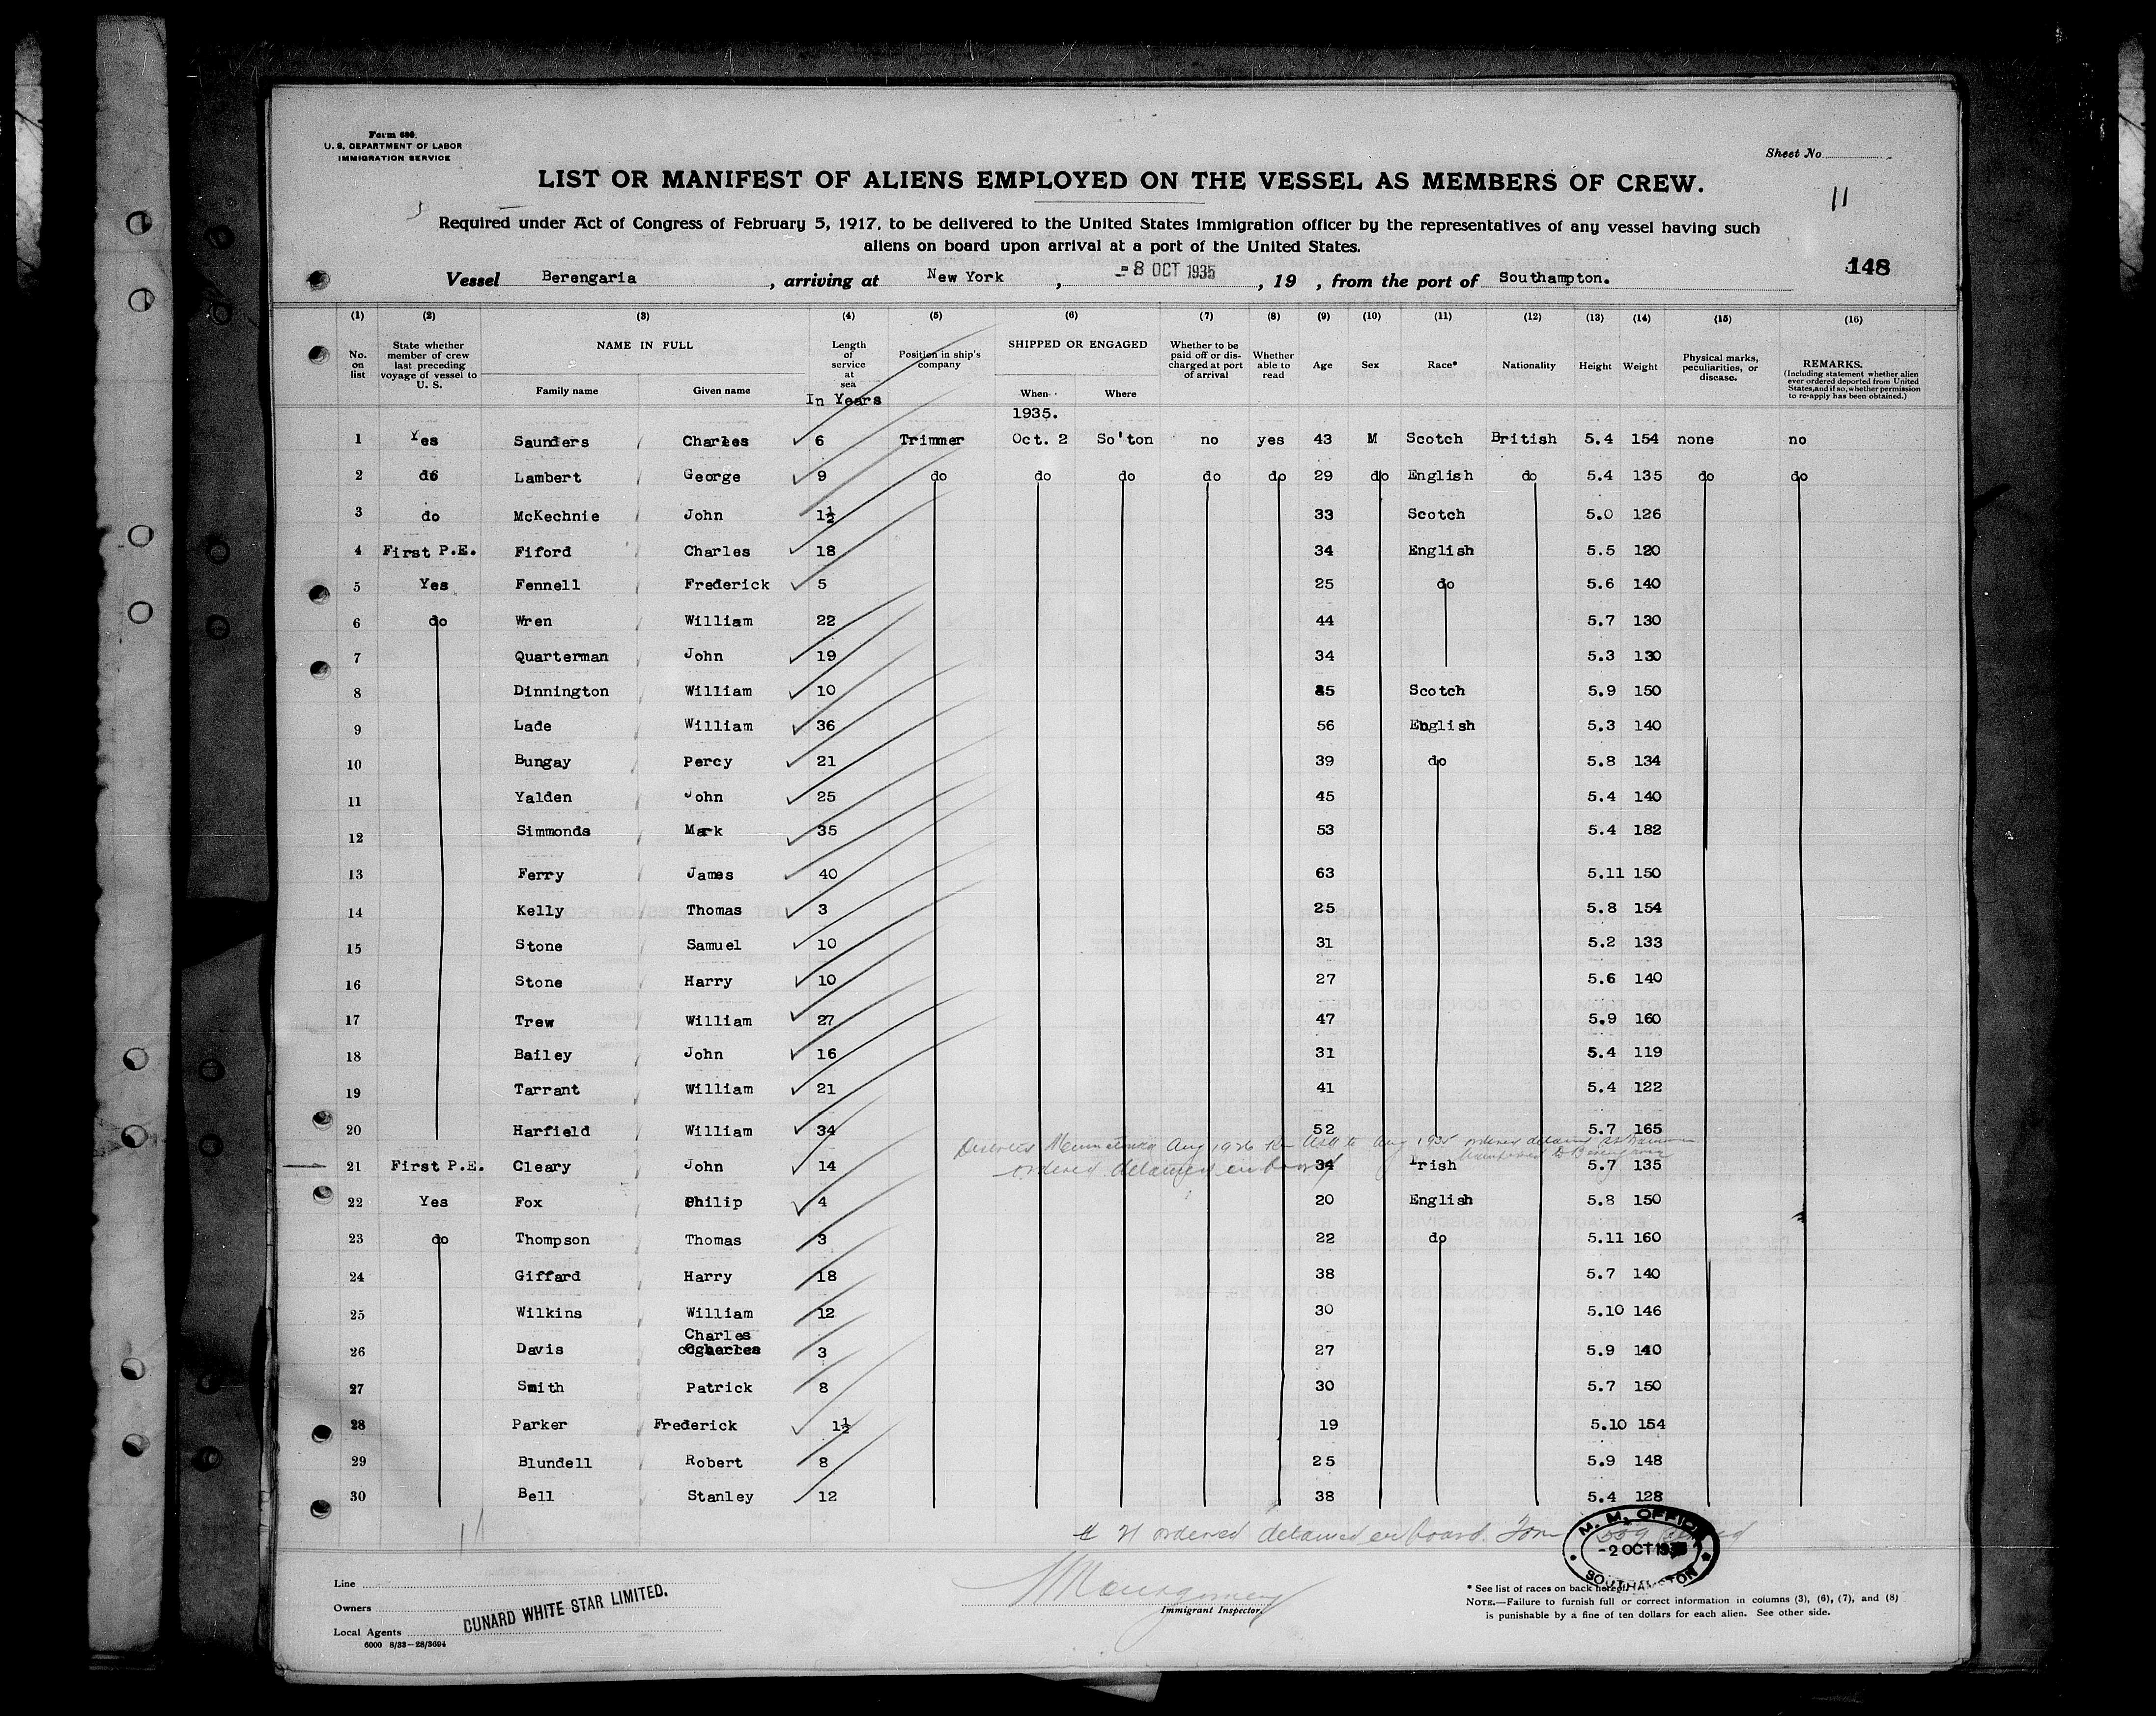 Form 680.
U. S. DEPARTMENT OF LABOR
IMMIGRATION SERVICE
Sheet No
LIST OR MANIFEST OF ALIENS EMPLOYED ON THE VESSEL AS MEMBERS OF CREW.
11
Required under Act of Congress of February 5, 1917, to be delivered to the United States immigration officer by the representatives of any vessel having such
aliens on board upon arrival at a port of the United States.
148
Vessel Berengaria, arriving at New York, -8 OCT 1935, 19 , from the port of Southampton.
(1) (2) (3) (4) (5) (6) (7) (8) (9) (10) (11) (12) (13) (14) (15) (16)
No. on list State whether member of crew last preceding voyage of vessel to U. S. NAME IN FULL Length of service at sea Position in ship's company SHIPPED OR ENGAGED Whether to be paid off or discharged at port of arrival Whether able to read Age Sex Race* Nationality Height Weight Physical marks, peculiarities, or disease. REMARKS. (Including statement whether alien ever ordered deported from United States, and if so, whether permission to re-apply has been obtained.)
Family name Given name In Years When Where
1935.
1 Yes Saunders Charles 6 Trimmer Oct. 2 So'ton no yes 43 M Scotch British 5.4 154 none no
2 do Lambert George 9 do do do do do 29 do English do 5.4 135 do do
3 do McKechnie John 1½ 33 Scotch 5.0 126
4 First P.E. Fiford Charles 18 34 English 5.5 120
5 Yes Fennell Frederick 5 25 do 5.6 140
6 do Wren William 22 44 5.7 130
7 Quarterman John 19 34 5.3 130
8 Dinnington William 10 35 Scotch 5.9 150
9 Lade William 36 56 English 5.3 140
10 Bungay Percy 21 39 do 5.8 134
11 Yalden John 25 45 5.4 140
12 Simmonds Mark 35 53 5.4 182
13 Ferry James 40 63 5.11 150
14 Kelly Thomas 3 25 5.8 154
15 Stone Samuel 10 31 5.2 133
16 Stone Harry 10 27 5.6 140
17 Trew William 27 47 5.9 160
18 Bailey John 16 31 5.4 119
19 Tarrant William 21 41 5.4 122
20 Harfield William 34 52 5.7 165
Aug 1926 to Aug 1935 ordered
21 First P.E. Cleary John 14 ordered detained on board 34 Irish 5.7 135
22 Yes Fox Philip 4 20 English 5.8 150
23 do Thompson Thomas 3 22 do 5.11 160
24 Giffard Harry 18 38 5.7 140
25 Wilkins William 12 30 5.10 146
Charles
26 Davis 3 27 5.9 140
27 Smith Patrick 8 30 5.7 150
28 Parker Frederick 1½ 19 5.10 154
29 Blundell Robert 8 25 5.9 148
30 Bell Stanley 12 38 5.4 128
11
# 21 ordered detained on board. Form
M. M. OFFICE
-2 OCT 1935
SOUTHAMPTON
Line
Owners
CUNARD WHITE STAR LIMITED.
Local Agents
6000 8/33-28/3694
Immigrant Inspector.
* See list of races on back hereof.
NOTE.—Failure to furnish full or correct information in columns (3), (6), (7), and (8)
is punishable by a fine of ten dollars for each alien. See other side.